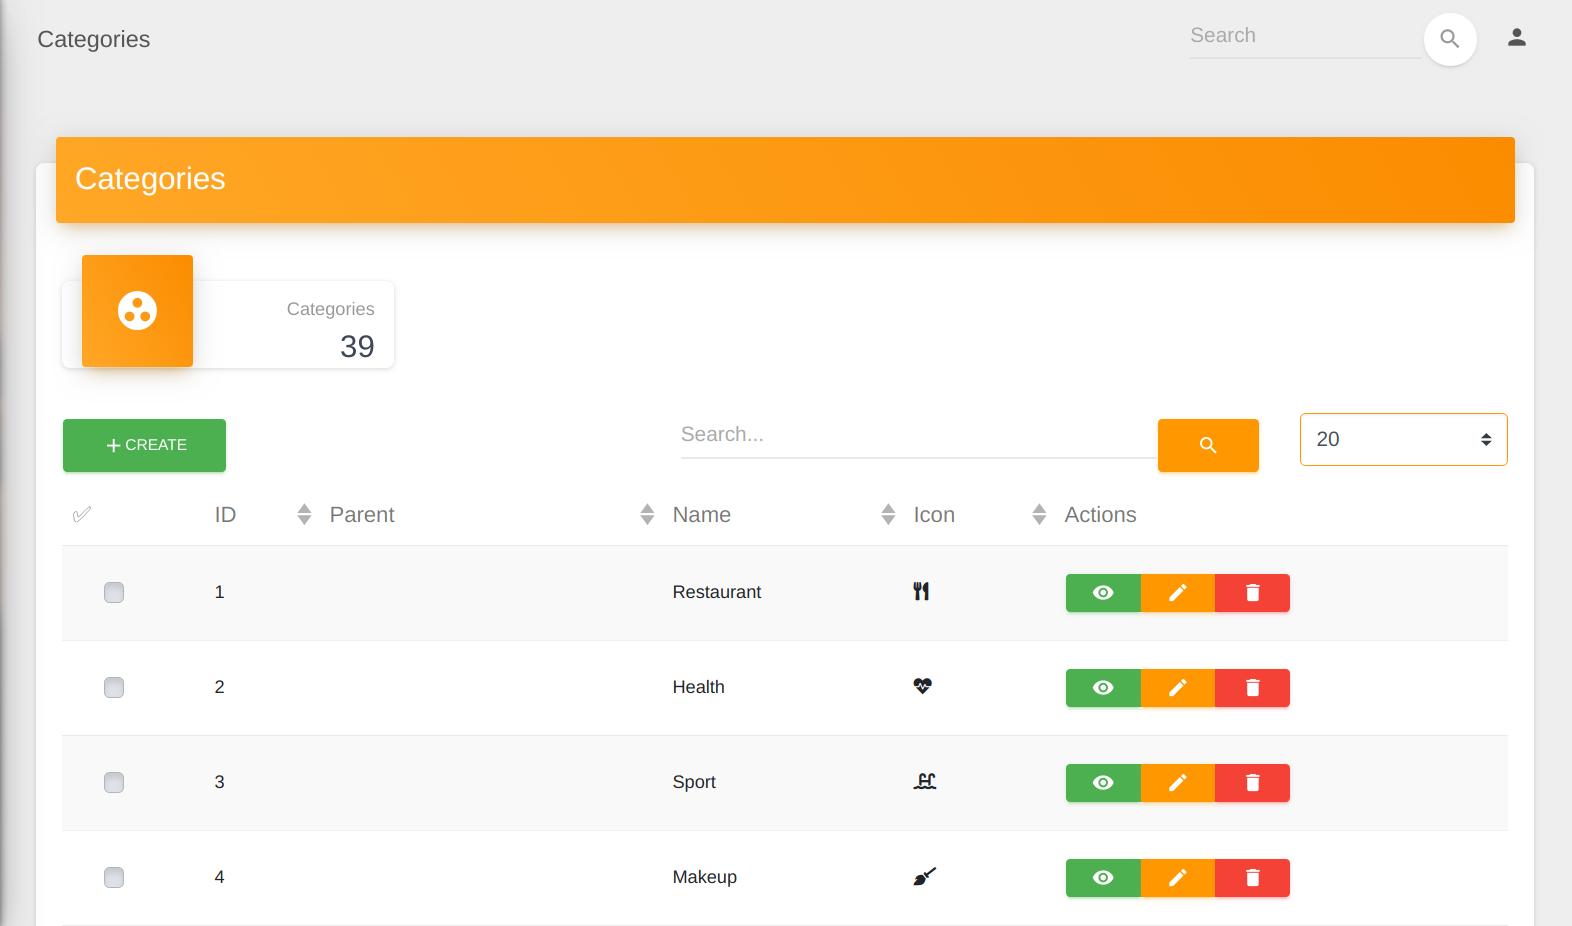 Categories
Search
Categories
Categories
39
CREATE
Search...
20
ID Parent Name Icon Actions
1 Restaurant
2 Health
3 Sport
4 Makeup